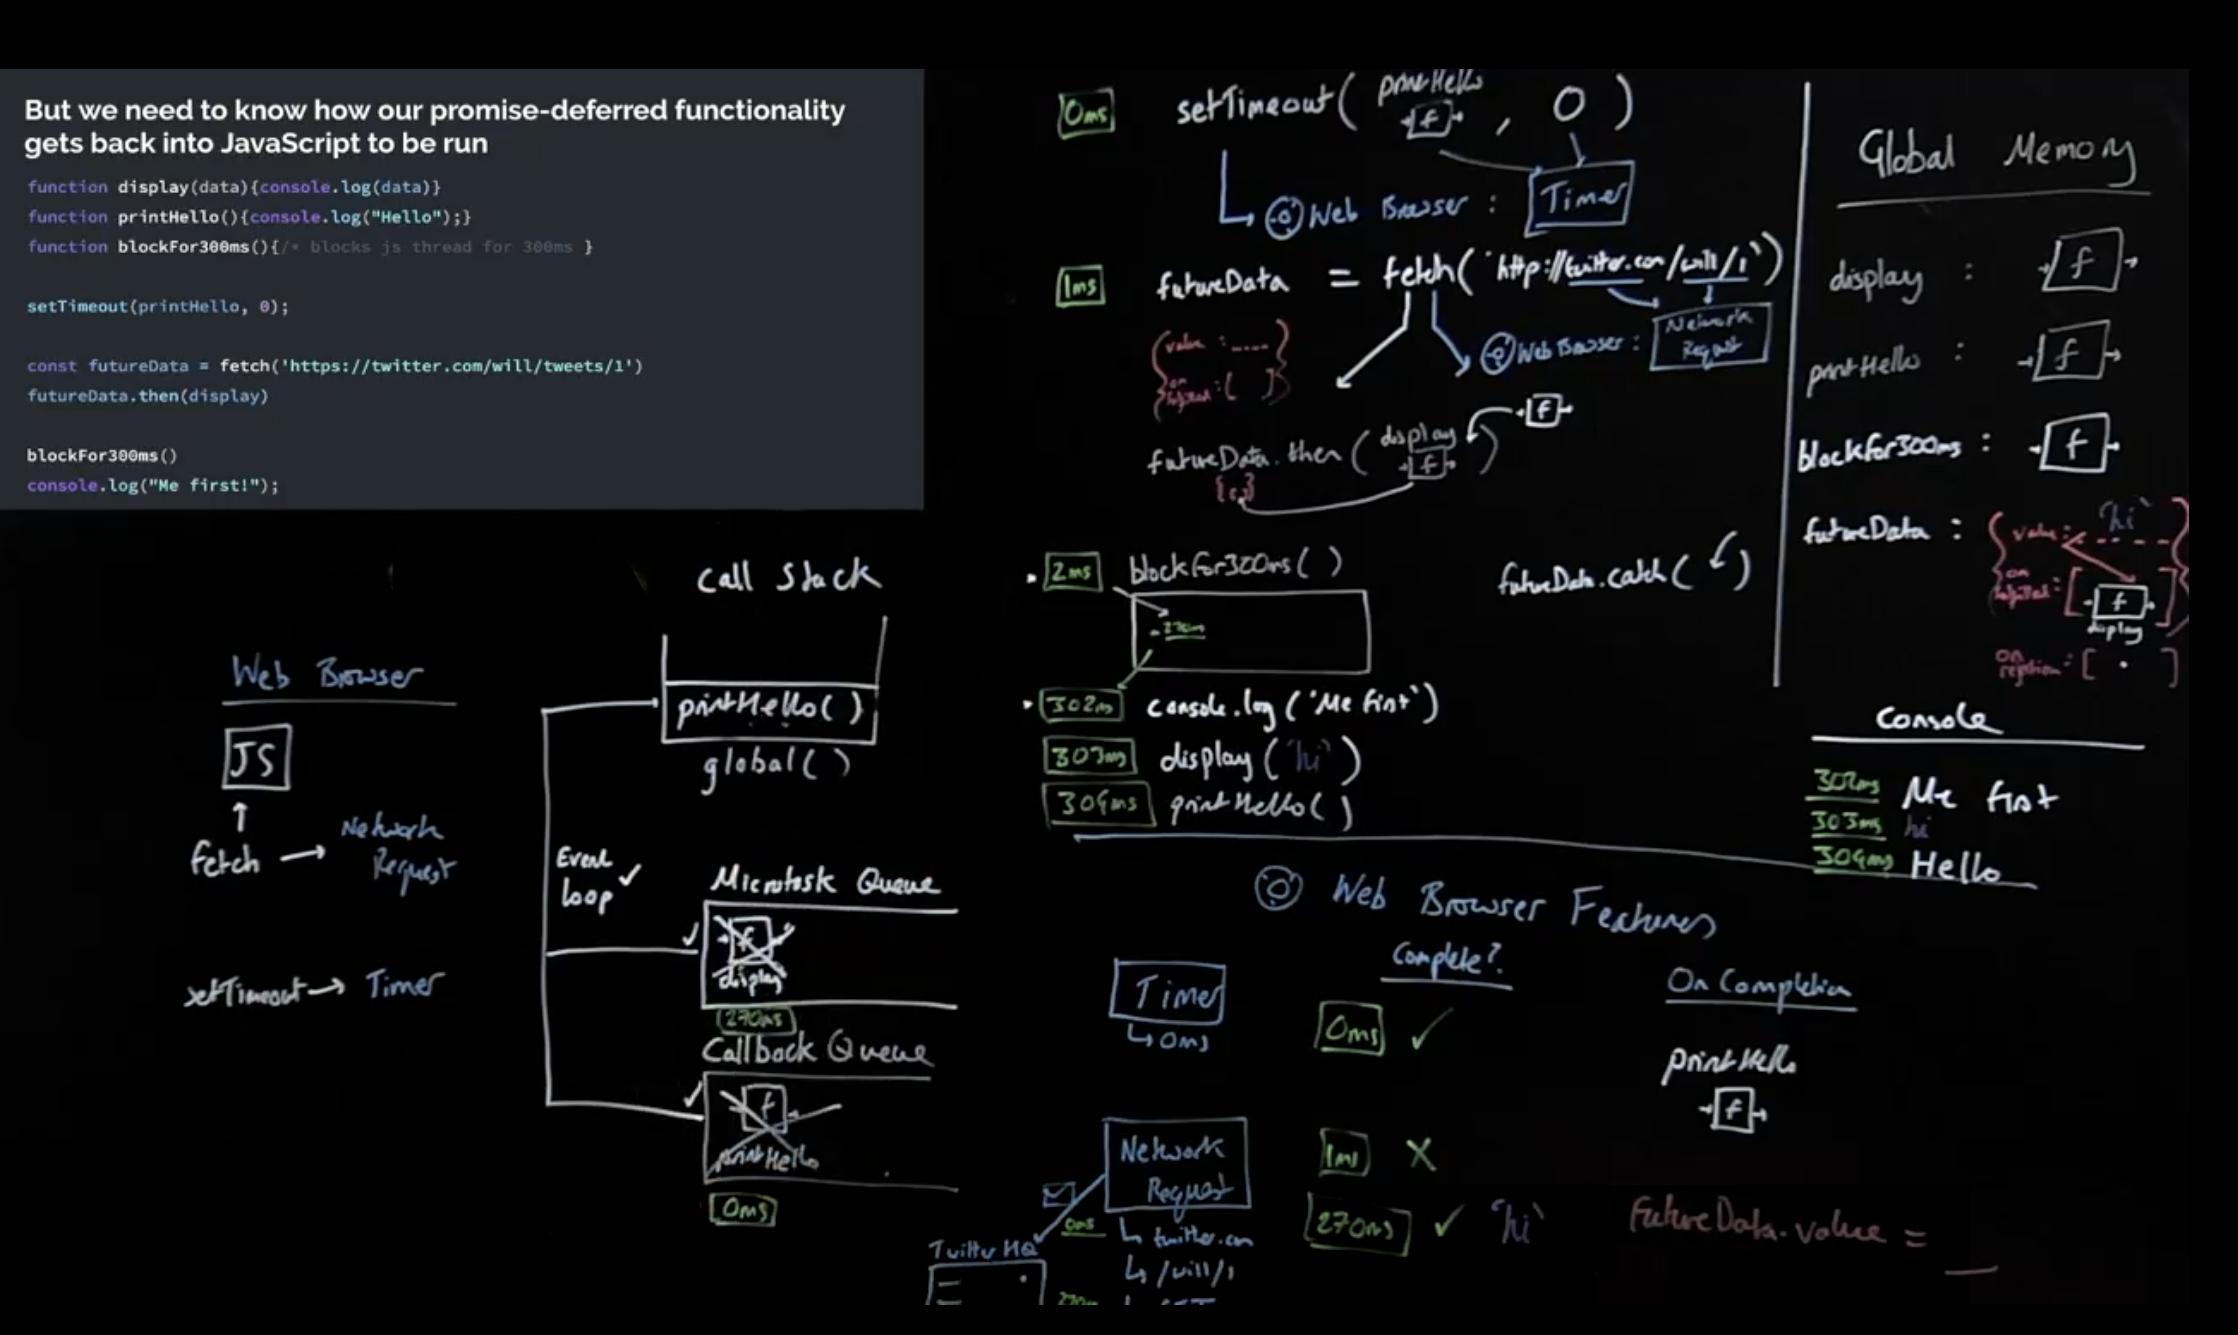 But we need to know how our promise-deferred functionality
gets back into JavaScript to be run
function display(data){console.log(data)}
function printHello(){console.log("Hello");}
function blockFor300ms(){/* blocks js thread for 300ms }
setTimeout(printHello, 0);
const futureData = fetch('https://twitter.com/will/tweets/1')
futureData.then(display)
blockFor300ms()
console.log("Me first!");
0ms setTimeout( printHello f , 0 )
Web Browser : Timer
1ms futureData = fetch('http://twitter.com/will/1')
value : .....
on
[ ]
Web Browser : Network
Request
f
futureData.then( display f )
2ms blockfor300ms( )
270ms
futureData.catch( )
302ms console.log('Me first')
303ms display('hi')
304ms printHello( )
Global Memory
display : f
printHello : f
blockfor300ms : f
futureData : value: 'hi'
on
[ f ]
display
on
[ ]
Console
302ms Me first
303ms hi
304ms Hello
Call Stack
printHello( )
global( )
Web Browser
JS
fetch → Network
Request
setTimeout → Timer
Event
loop ✓
Microtask Queue
f
display
270ms
Callback Queue
f
printHello
0ms
Web Browser Features
Complete?
On Completion
Timer
0ms
0ms ✓
printHello
f
Network
Request
1ms X
0ms
twitter.com
/will/1
270ms ✓ 'hi'
futureData.value =
Twitter HQ